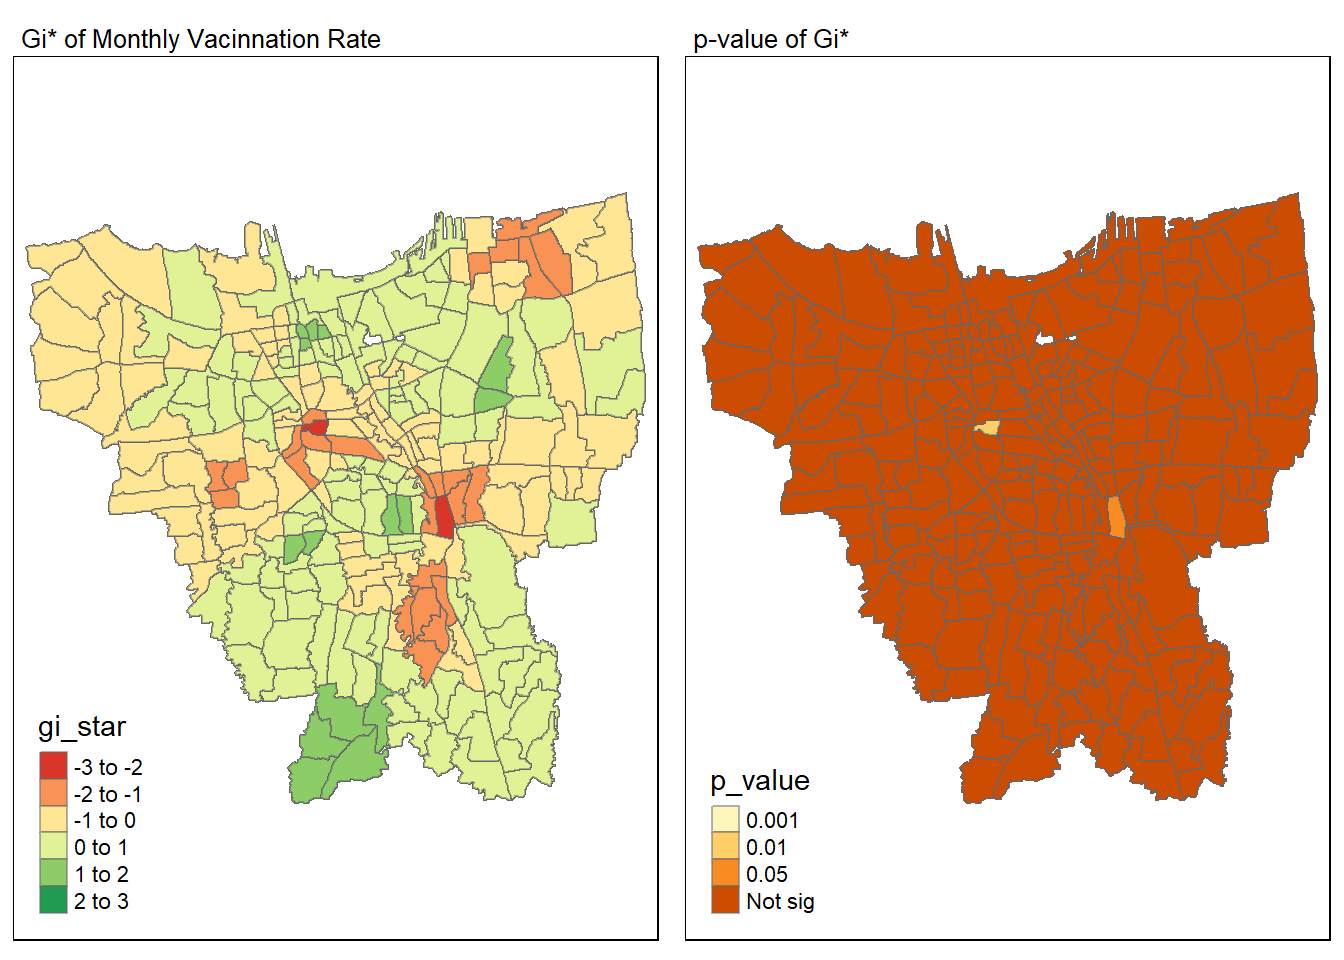 Gi* of Monthly Vacinnation Rate
gi_star
-3 to -2
-2 to -1
-1 to 0
0 to 1
1 to 2
2 to 3
p-value of Gi*
p_value
0.001
0.01
0.05
Not sig